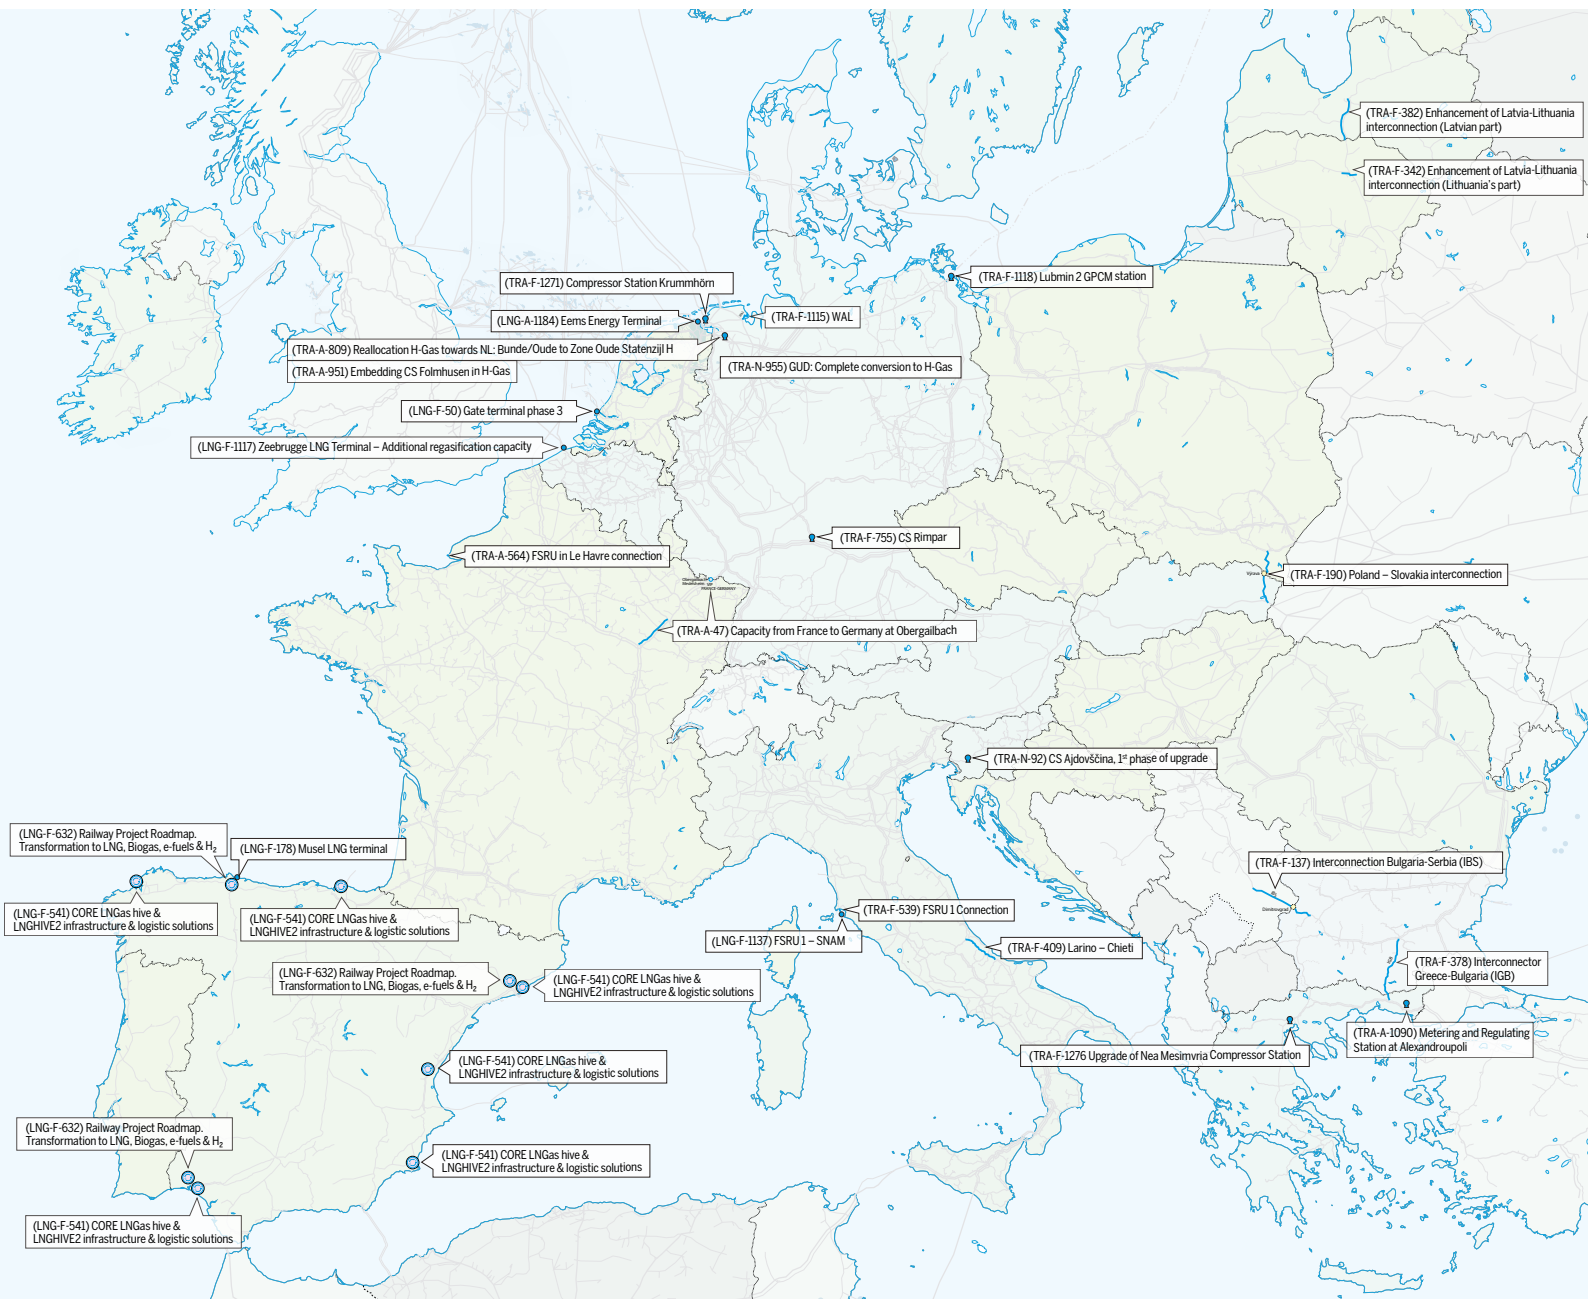 (TRA-F-382) Enhancement of Latvia-Lithuania
interconnection (Latvian part)
(TRA-F-342) Enhancement of Latvia-Lithuania
interconnection (Lithuania's part)
(TRA-F-1271) Compressor Station Krummhörn
(TRA-F-1118) Lubmin 2 GPCM station
(LNG-A-1184) Eems Energy Terminal
(TRA-F-1115) WAL
(TRA-A-809) Reallocation H-Gas towards NL: Bunde/Oude to Zone Oude Statenzijl H
(TRA-A-951) Embedding CS Folmhusen in H-Gas
(TRA-N-955) GUD: Complete conversion to H-Gas
(LNG-F-50) Gate terminal phase 3
(LNG-F-1117) Zeebrugge LNG Terminal – Additional regasification capacity
(TRA-F-755) CS Rimpar
(TRA-A-564) FSRU in Le Havre connection
Výrava
(TRA-F-190) Poland – Slovakia interconnection
Obergailbach
VIP
FRANCE-GERMANY
(TRA-A-47) Capacity from France to Germany at Obergailbach
(TRA-N-92) CS Ajdovščina, 1st phase of upgrade
(LNG-F-632) Railway Project Roadmap.
Transformation to LNG, Biogas, e-fuels & H₂
(LNG-F-178) Musel LNG terminal
(TRA-F-137) Interconnection Bulgaria-Serbia (IBS)
Dimitrovgrad
(LNG-F-541) CORE LNGas hive &
LNGHIVE2 infrastructure & logistic solutions
(LNG-F-541) CORE LNGas hive &
LNGHIVE2 infrastructure & logistic solutions
(TRA-F-539) FSRU 1 Connection
(LNG-F-1137) FSRU 1 – SNAM
(TRA-F-409) Larino – Chieti
(TRA-F-378) Interconnector
Greece-Bulgaria (IGB)
(LNG-F-632) Railway Project Roadmap.
Transformation to LNG, Biogas, e-fuels & H₂
(LNG-F-541) CORE LNGas hive &
LNGHIVE2 infrastructure & logistic solutions
(TRA-A-1090) Metering and Regulating
Station at Alexandroupoli
(TRA-F-1276 Upgrade of Nea Mesimvria Compressor Station
(LNG-F-541) CORE LNGas hive &
LNGHIVE2 infrastructure & logistic solutions
(LNG-F-632) Railway Project Roadmap.
Transformation to LNG, Biogas, e-fuels & H₂
(LNG-F-541) CORE LNGas hive &
LNGHIVE2 infrastructure & logistic solutions
(LNG-F-541) CORE LNGas hive &
LNGHIVE2 infrastructure & logistic solutions